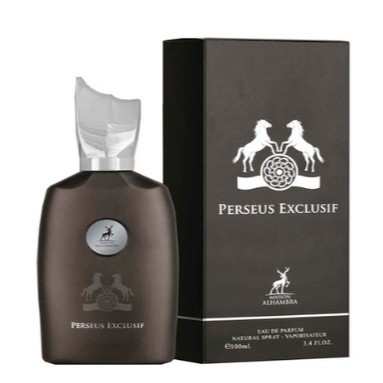 PERSEUS EXCLUSIF
MAISON
ALHAMBRA
EAU DE PARFUM
NATURAL SPRAY - VAPORISATEUR
℮100ml. 3.4 FL.OZ.
PERSEUS EXCLUSIF